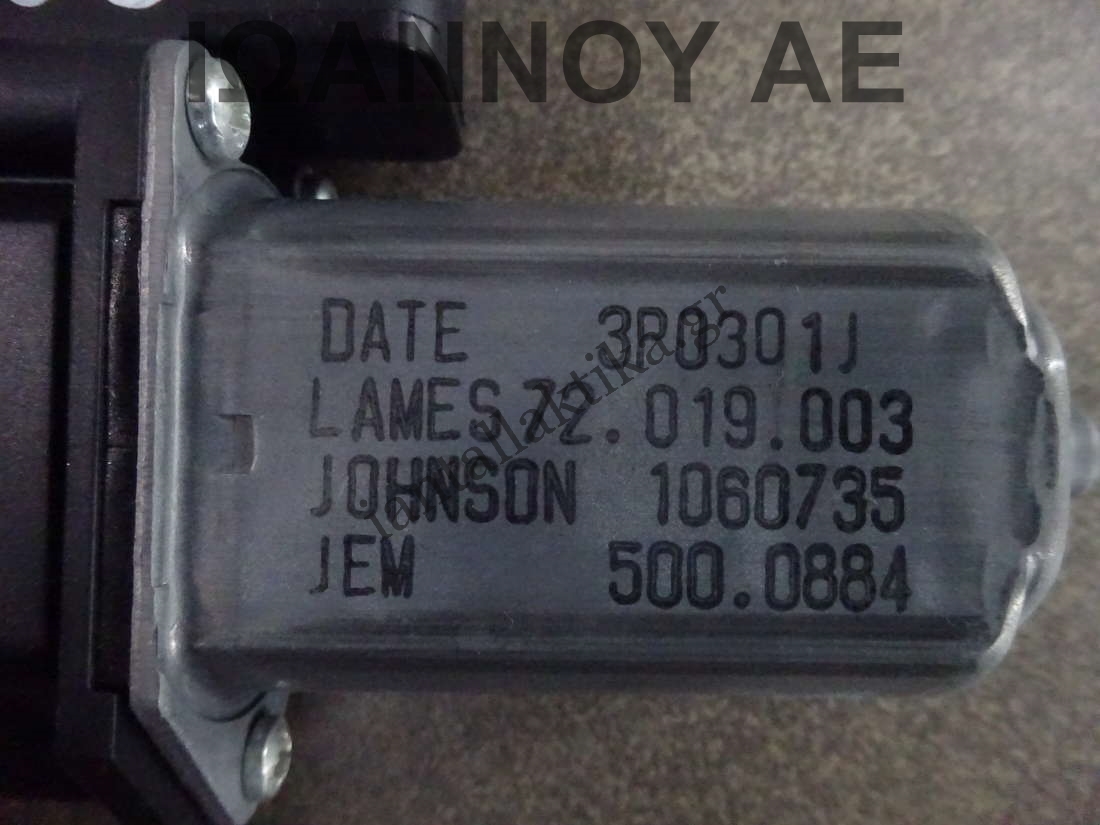 ΙΩΑΝΝΟΥ ΑΕ
DATE 3R0301J
LAMES 72.019.003
JOHNSON 1060735
JEM 500.0884